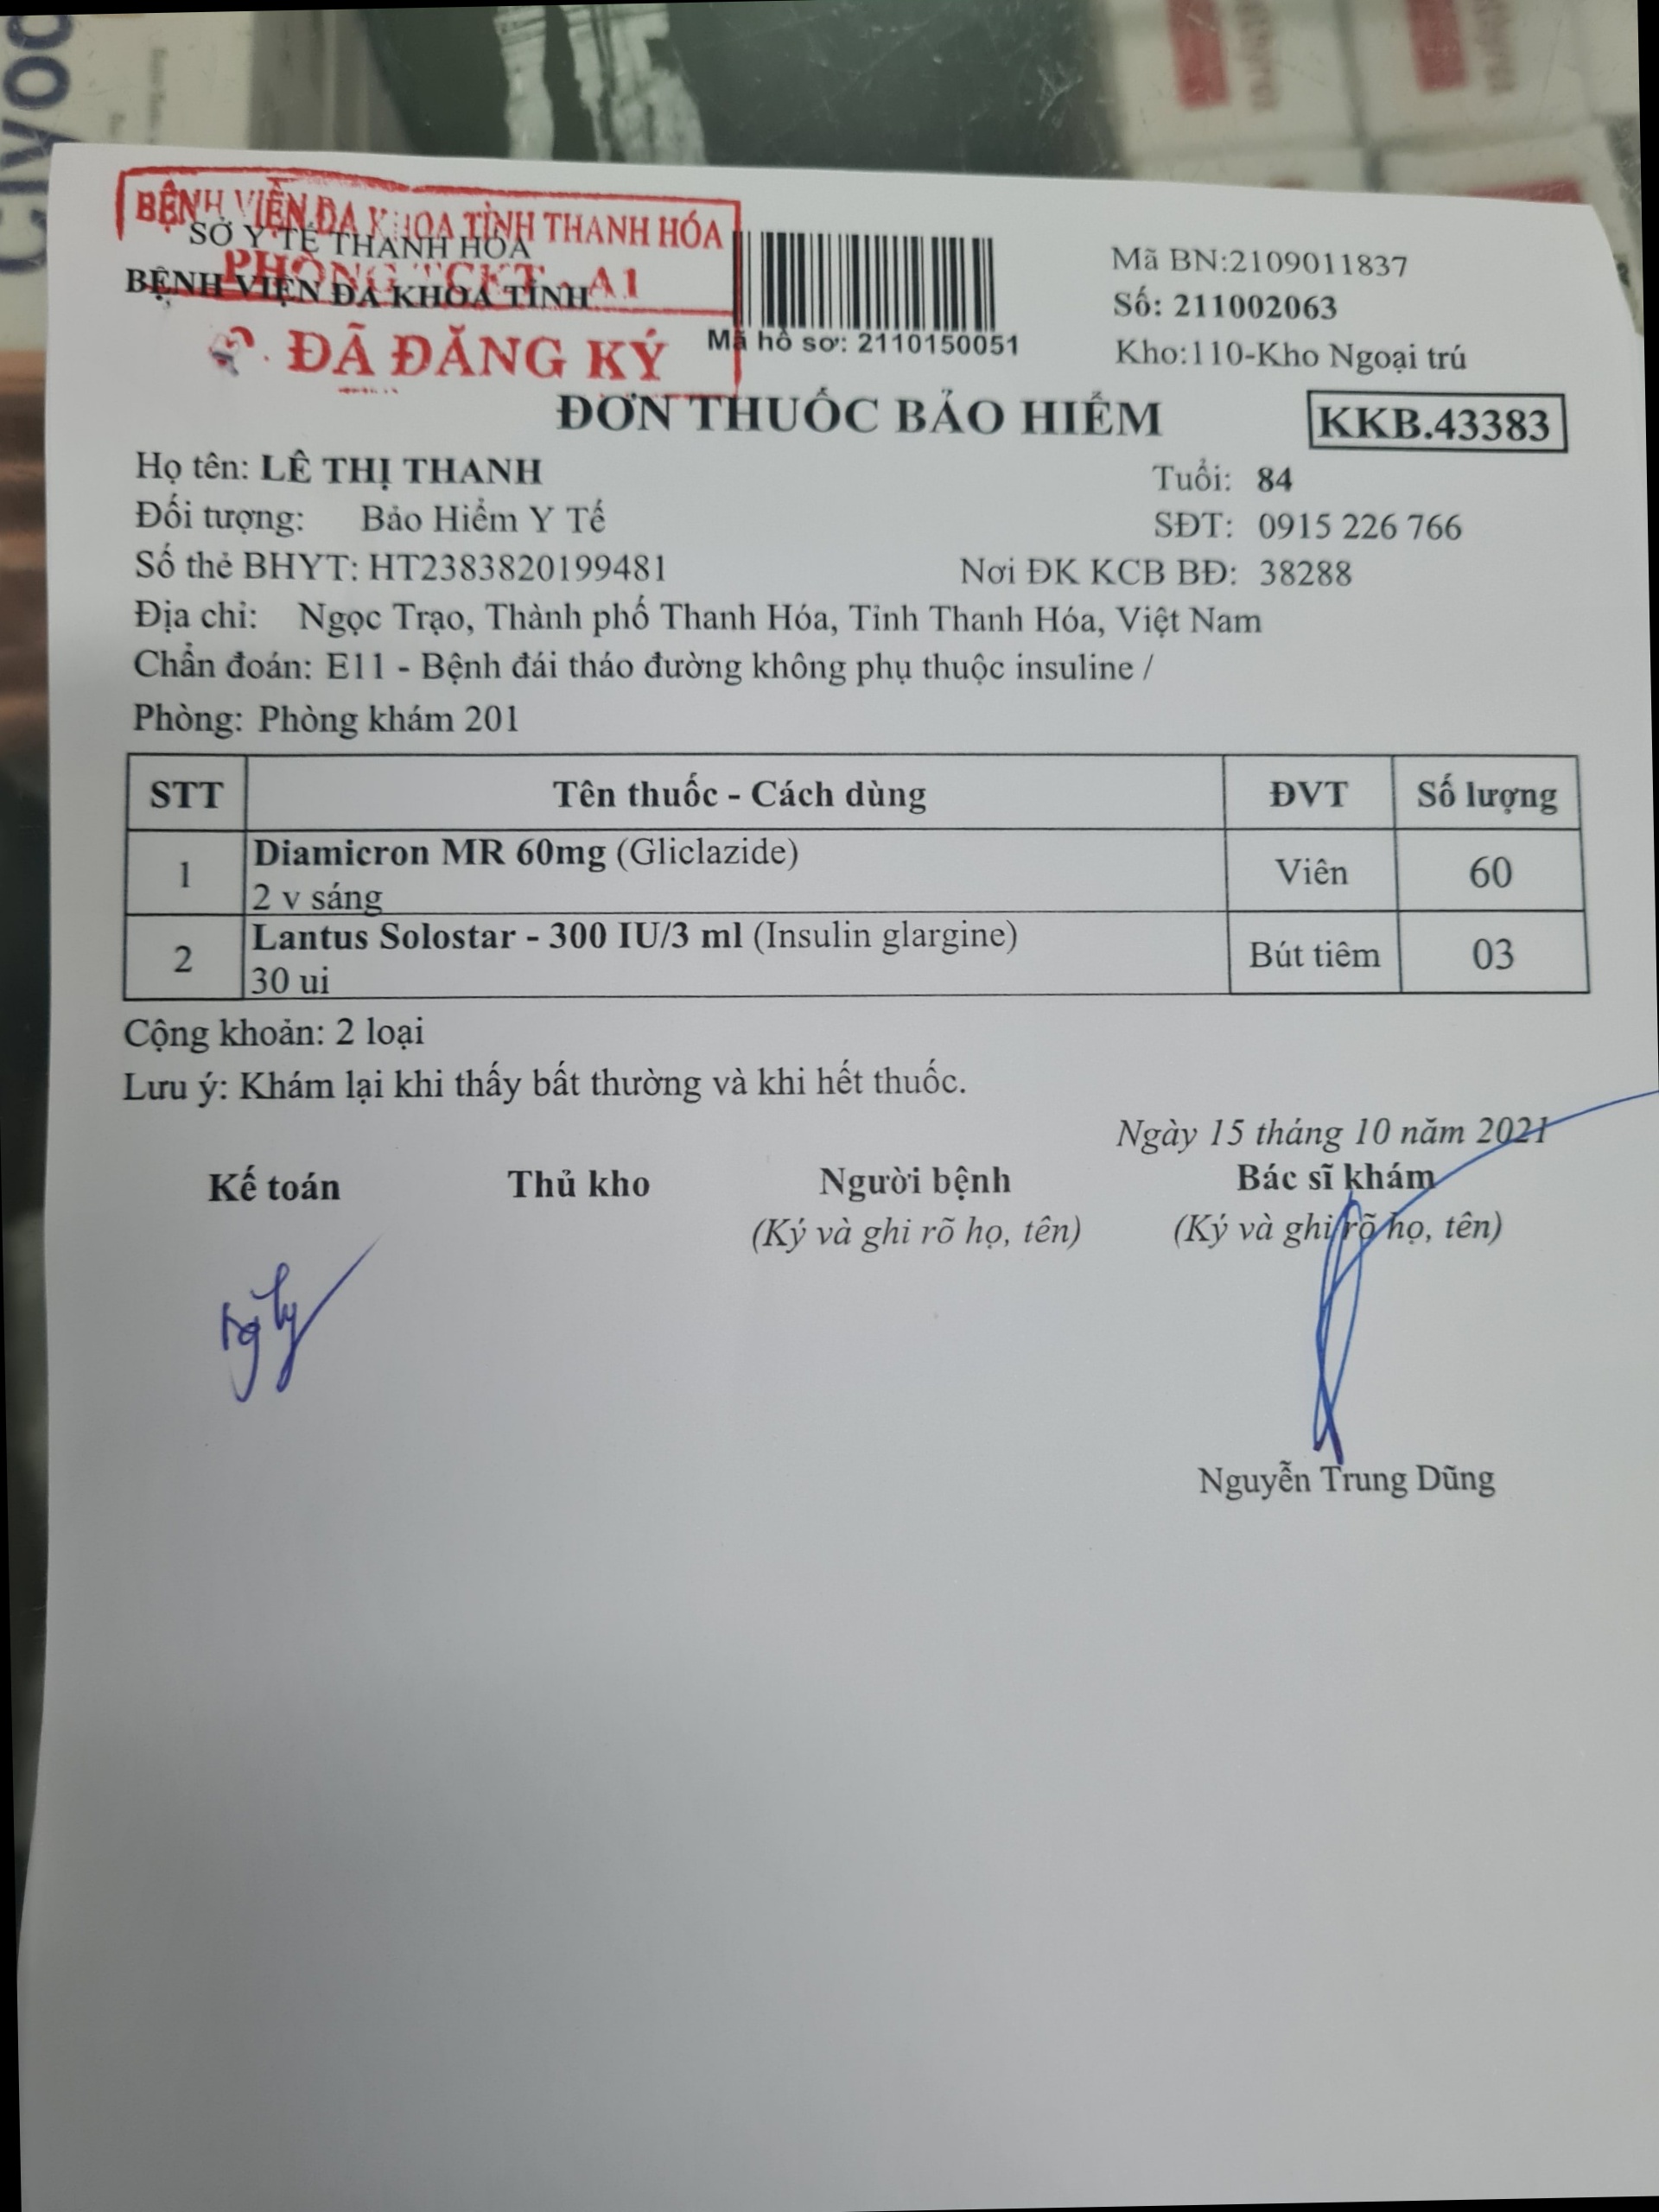 BỆNH VIỆN ĐA KHOA TỈNH THANH HÓA
SỞ Y TẾ THANH HÓA
PHÒNG TCKT - A1
BỆNH VIỆN ĐA KHOA TỈNH
ĐÃ ĐĂNG KÝ
Mã hồ sơ: 2110150051
Mã BN:2109011837
Số: 211002063
Kho:110-Kho Ngoại trú
ĐƠN THUỐC BẢO HIỂM
KKB.43383
Họ tên: LÊ THỊ THANH Tuổi: 84
Đối tượng: Bảo Hiểm Y Tế SĐT: 0915 226 766
Số thẻ BHYT: HT2383820199481 Nơi ĐK KCB BĐ: 38288
Địa chỉ: Ngọc Trạo, Thành phố Thanh Hóa, Tỉnh Thanh Hóa, Việt Nam
Chẩn đoán: E11 - Bệnh đái tháo đường không phụ thuộc insuline /
Phòng: Phòng khám 201
STT Tên thuốc - Cách dùng ĐVT Số lượng
1 Diamicron MR 60mg (Gliclazide) Viên 60
2 v sáng
2 Lantus Solostar - 300 IU/3 ml (Insulin glargine) Bút tiêm 03
30 ui
Cộng khoản: 2 loại
Lưu ý: Khám lại khi thấy bất thường và khi hết thuốc.
Ngày 15 tháng 10 năm 2021
Kế toán Thủ kho Người bệnh Bác sĩ khám
(Ký và ghi rõ họ, tên) (Ký và ghi rõ họ, tên)
Nguyễn Trung Dũng